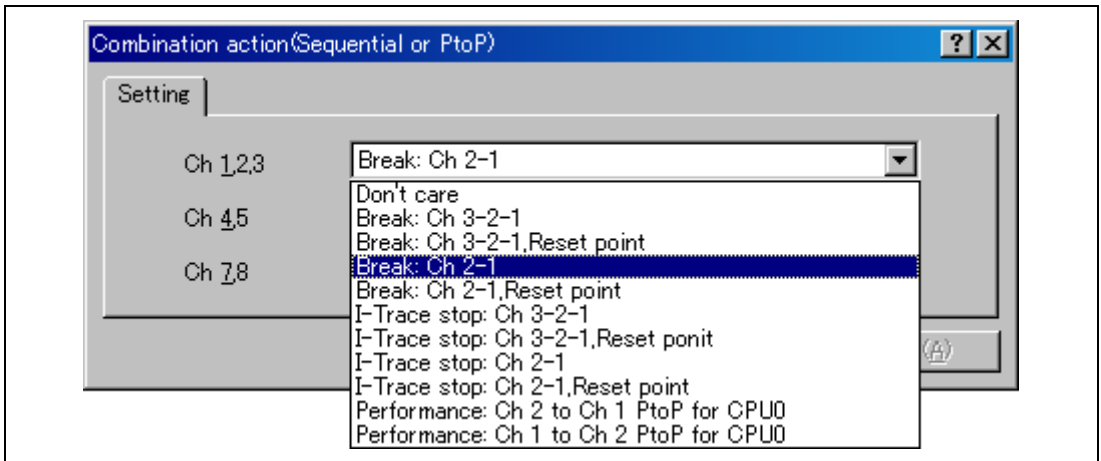 Combination action(Sequential or PtoP)
Setting
Ch 1,2,3
Break: Ch 2-1
Don't care
Ch 4,5
Break: Ch 3-2-1
Break: Ch 3-2-1,Reset point
Ch 7,8
Break: Ch 2-1
Break: Ch 2-1,Reset point
I-Trace stop: Ch 3-2-1
I-Trace stop: Ch 3-2-1,Reset ponit
(A)
I-Trace stop: Ch 2-1
I-Trace stop: Ch 2-1,Reset point
Performance: Ch 2 to Ch 1 PtoP for CPU0
Performance: Ch 1 to Ch 2 PtoP for CPU0